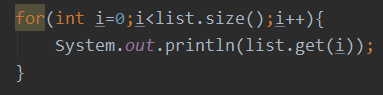 for(int i=0;i<list.size();i++){
System.out.println(list.get(i));
}